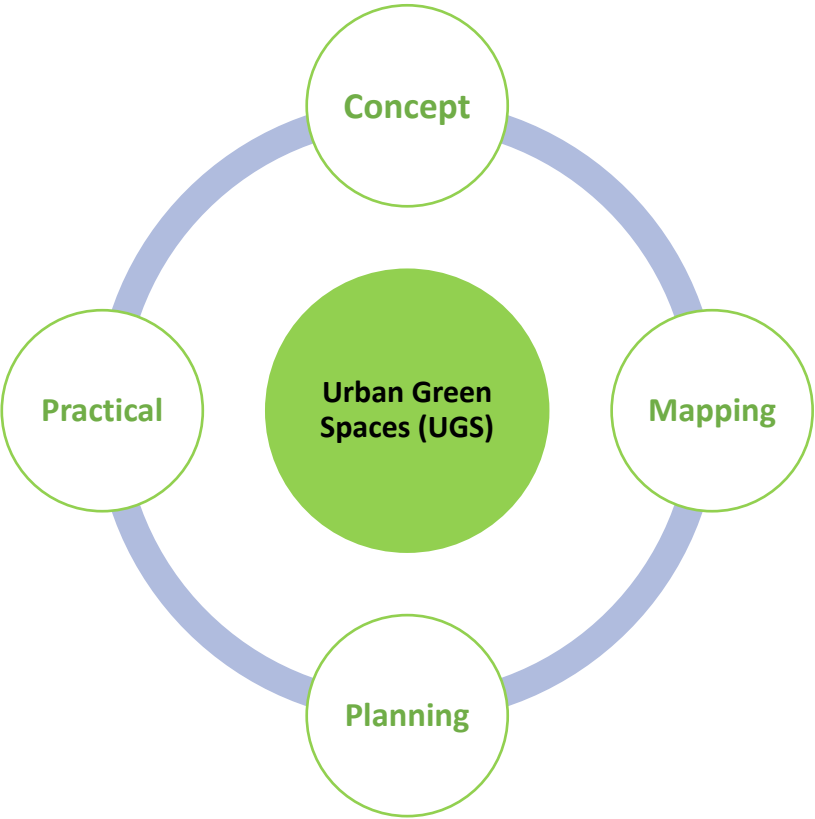 Concept
Practical
Urban Green
Spaces (UGS)
Mapping
Planning